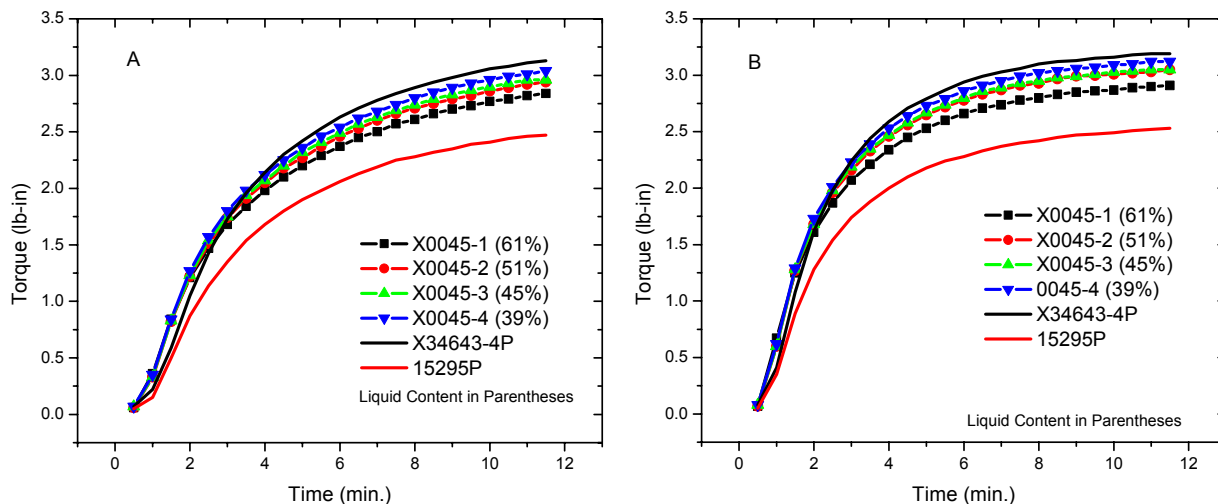 A
3.5
3.0
2.5
2.0
1.5
1.0
0.5
0.0
Torque (lb-in)
X0045-1 (61%)
X0045-2 (51%)
X0045-3 (45%)
X0045-4 (39%)
X34643-4P
15295P
Liquid Content in Parentheses
0 2 4 6 8 10 12
Time (min.)
B
3.5
3.0
2.5
2.0
1.5
1.0
0.5
0.0
Torque (lb-in)
X0045-1 (61%)
X0045-2 (51%)
X0045-3 (45%)
0045-4 (39%)
X34643-4P
15295P
Liquid Content in Parentheses
0 2 4 6 8 10 12
Time (min.)